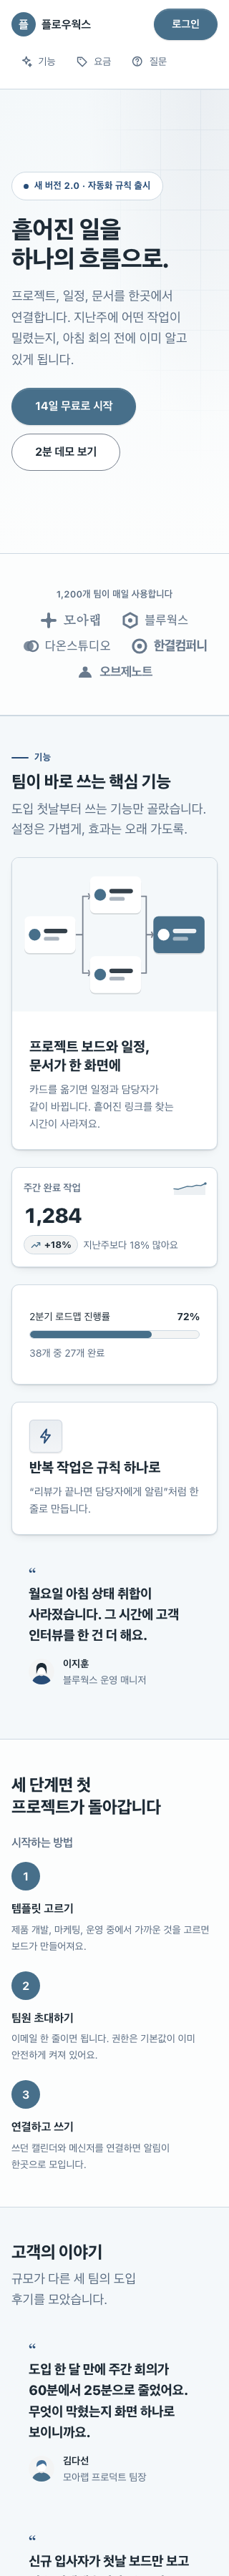 플 플로우웍스
로그인
기능 요금 질문
새 버전 2.0 · 자동화 규칙 출시
흩어진 일을
하나의 흐름으로.
프로젝트, 일정, 문서를 한곳에서
연결합니다. 지난주에 어떤 작업이
밀렸는지, 아침 회의 전에 이미 알고
있게 됩니다.
14일 무료로 시작
2분 데모 보기
1,200개 팀이 매일 사용합니다
모아랩 블루웍스
다온스튜디오 한결컴퍼니
오브제노트
기능
팀이 바로 쓰는 핵심 기능
도입 첫날부터 쓰는 기능만 골랐습니다.
설정은 가볍게, 효과는 오래 가도록.
프로젝트 보드와 일정,
문서가 한 화면에
카드를 옮기면 일정과 담당자가
같이 바뀝니다. 흩어진 링크를 찾는
시간이 사라져요.
주간 완료 작업
1,284
+18% 지난주보다 18% 많아요
2분기 로드맵 진행률 72%
38개 중 27개 완료
반복 작업은 규칙 하나로
“리뷰가 끝나면 담당자에게 알림”처럼 한
줄로 만듭니다.
“
월요일 아침 상태 취합이
사라졌습니다. 그 시간에 고객
인터뷰를 한 건 더 해요.
이지훈
블루웍스 운영 매니저
세 단계면 첫
프로젝트가 돌아갑니다
시작하는 방법
1
템플릿 고르기
제품 개발, 마케팅, 운영 중에서 가까운 것을 고르면
보드가 만들어져요.
2
팀원 초대하기
이메일 한 줄이면 됩니다. 권한은 기본값이 이미
안전하게 켜져 있어요.
3
연결하고 쓰기
쓰던 캘린더와 메신저를 연결하면 알림이
한곳으로 모입니다.
고객의 이야기
규모가 다른 세 팀의 도입
후기를 모았습니다.
“
도입 한 달 만에 주간 회의가
60분에서 25분으로 줄었어요.
무엇이 막혔는지 화면 하나로
보이니까요.
김다선
모아랩 프로덕트 팀장
“
신규 입사자가 첫날 보드만 보고